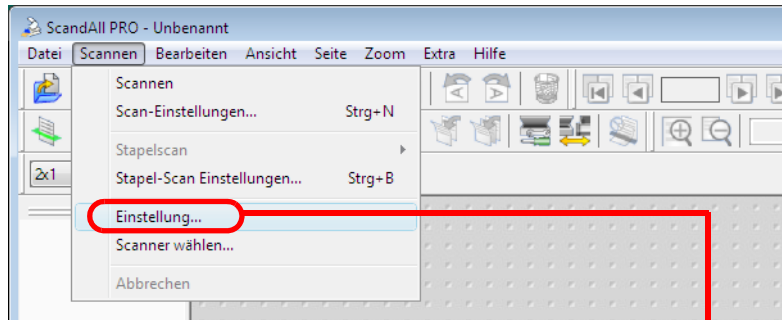 ScandAll PRO - Unbenannt
Datei Scannen Bearbeiten Ansicht Seite Zoom Extra Hilfe
Scannen
Scan-Einstellungen... Strg+N
Stapelscan
2x1
Stapel-Scan Einstellungen... Strg+B
Einstellung...
Scanner wählen...
Abbrechen